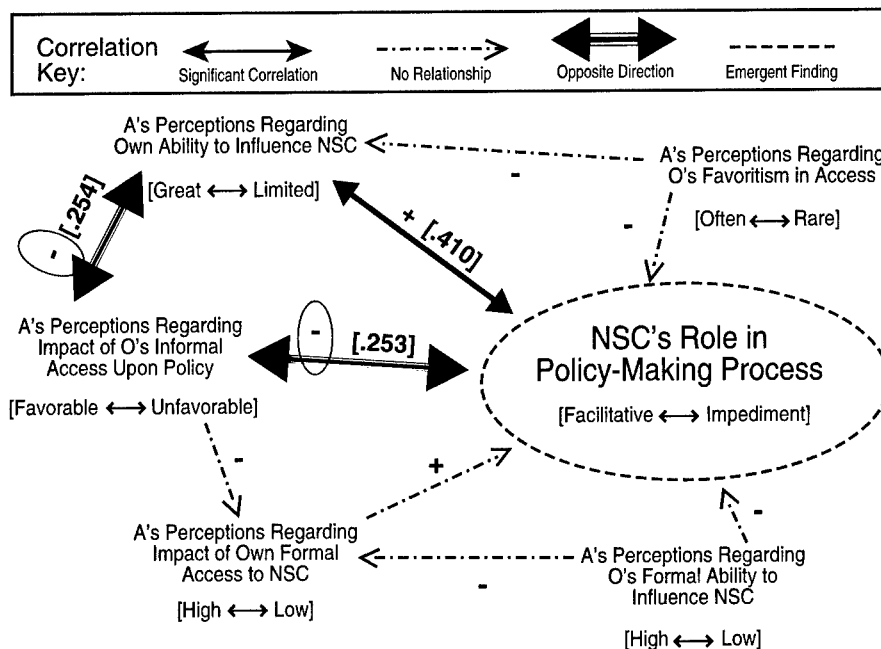 Correlation
Key:
Significant Correlation
No Relationship
Opposite Direction
Emergent Finding
A's Perceptions Regarding
Own Ability to Influence NSC
[Great ⟷ Limited]
A's Perceptions Regarding
O's Favoritism in Access
[Often ⟷ Rare]
-
-
- [.254]
+ [.410]
A's Perceptions Regarding
Impact of O's Informal
Access Upon Policy
[Favorable ⟷ Unfavorable]
- [.253]
NSC's Role in
Policy-Making Process
[Facilitative ⟷ Impediment]
-
+
-
A's Perceptions Regarding
Impact of Own Formal
Access to NSC
[High ⟷ Low]
-
A's Perceptions Regarding
O's Formal Ability to
Influence NSC
[High ⟷ Low]